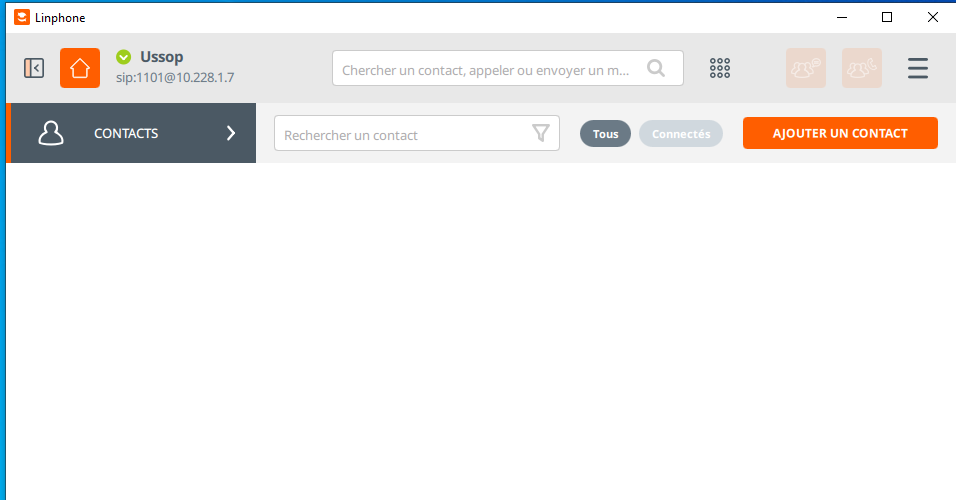 Linphone
Ussop
sip:1101@10.228.1.7
Chercher un contact, appeler ou envoyer un m...
CONTACTS
Rechercher un contact
Tous
Connectés
AJOUTER UN CONTACT